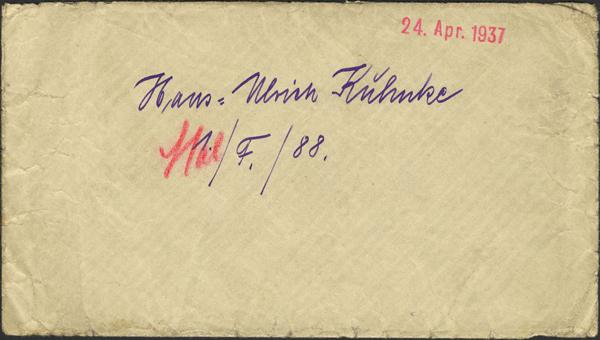 24. Apr. 1937
Hans-Ulrich Kühnke
/F./88.